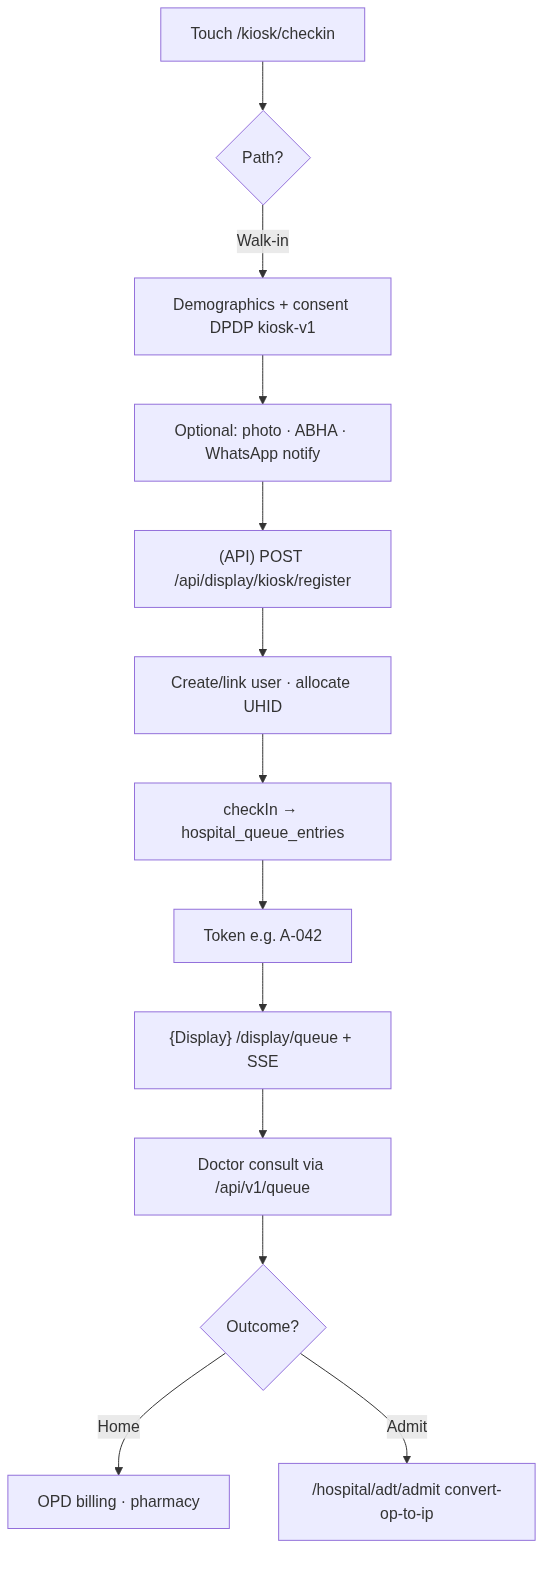 Touch /kiosk/checkin
Path?
Walk-in
Demographics + consent
DPDP kiosk-v1
Optional: photo · ABHA ·
WhatsApp notify
(API) POST
/api/display/kiosk/register
Create/link user · allocate
UHID
checkIn →
hospital_queue_entries
Token e.g. A-042
{Display} /display/queue +
SSE
Doctor consult via
/api/v1/queue
Outcome?
Home
Admit
OPD billing · pharmacy
/hospital/adt/admit convert-
op-to-ip